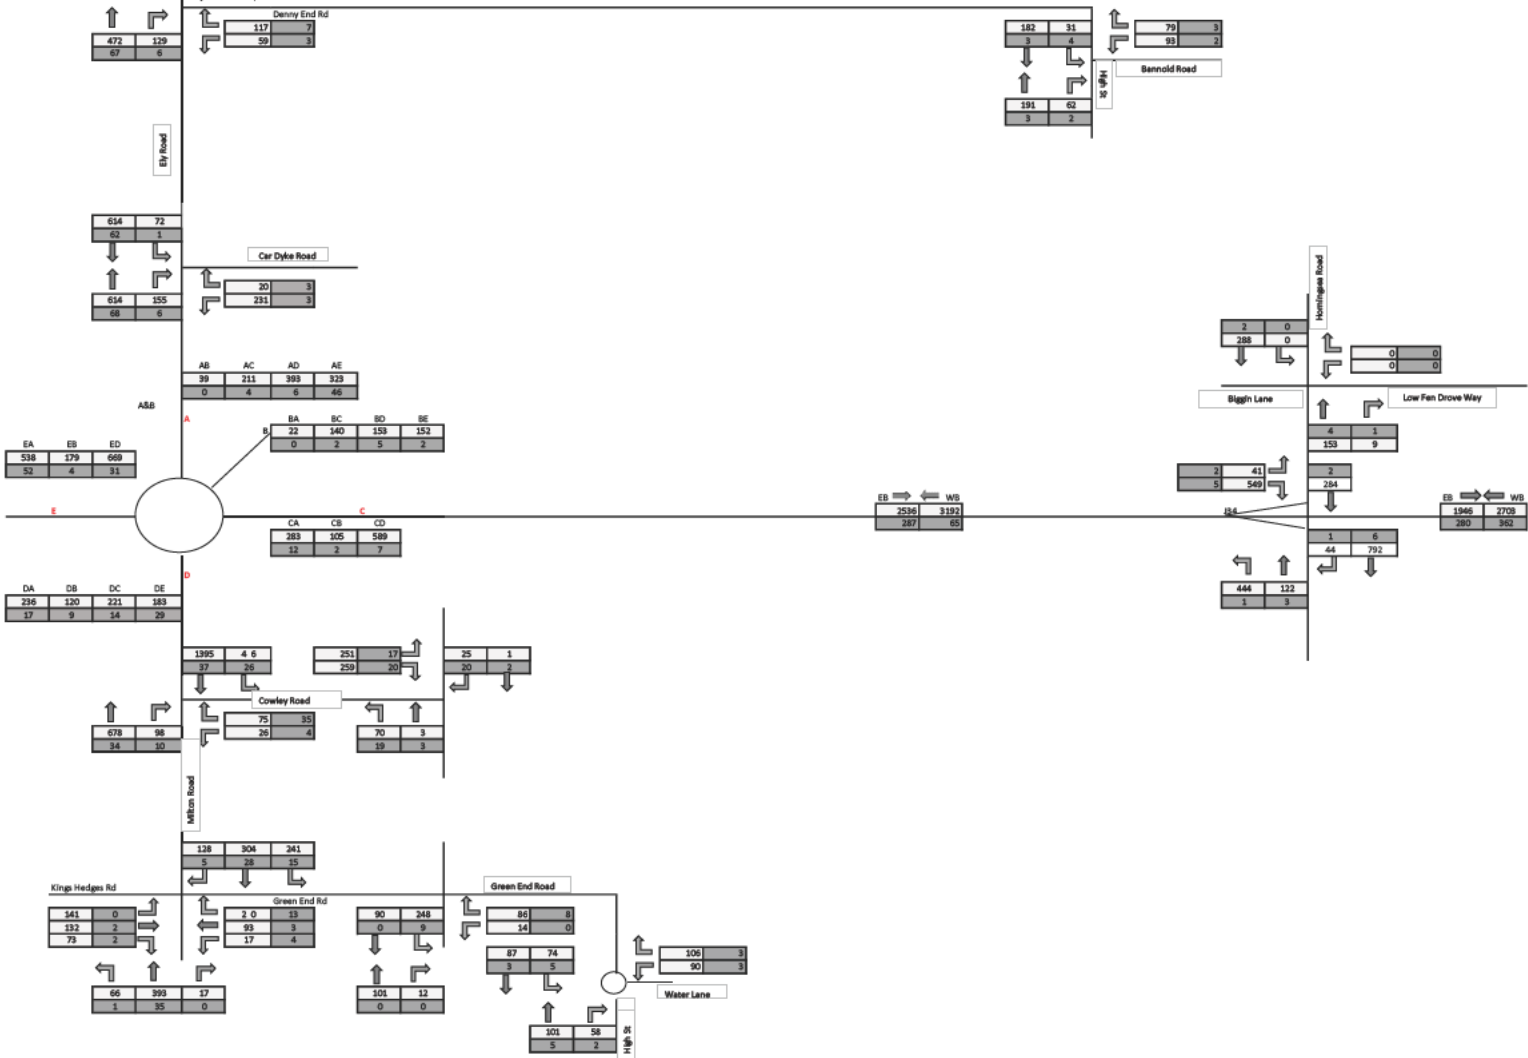 Denny End Rd
117 7
59 3
472 129
67 6
182 31
3 4
79 3
93 2
Bannold Road
High St
191 62
3 2
Ely Road
614 72
62 1
Car Dyke Road
20 3
231 3
614 155
68 6
Horningsea Road
2 0
288 0
0 0
0 0
Biggin Lane
Low Fen Drove Way
4 1
153 9
AB AC AD AE
39 211 393 323
0 4 6 46
A&B
A
B
BA BC BD BE
22 140 153 152
0 2 5 2
EA EB ED
538 179 669
52 4 31
2 41
5 549
2
284
EB WB
2536 3192
287 65
J34
EB WB
1946 2703
280 362
E
C
CA CB CD
283 105 589
12 2 7
1 6
44 792
444 122
1 3
D
DA DB DC DE
236 120 221 183
17 9 14 29
1395 4 6
37 26
251 17
259 20
25 1
20 2
Cowley Road
75 35
26 4
678 98
34 10
70 3
19 3
Milton Road
128 304 241
5 28 15
Kings Hedges Rd
Green End Rd
Green End Road
141 0
132 2
73 2
2 0 13
93 3
17 4
90 248
0 9
86 8
14 0
87 74
3 5
106 3
90 3
Water Lane
66 393 17
1 35 0
101 12
0 0
101 58
5 2
High St